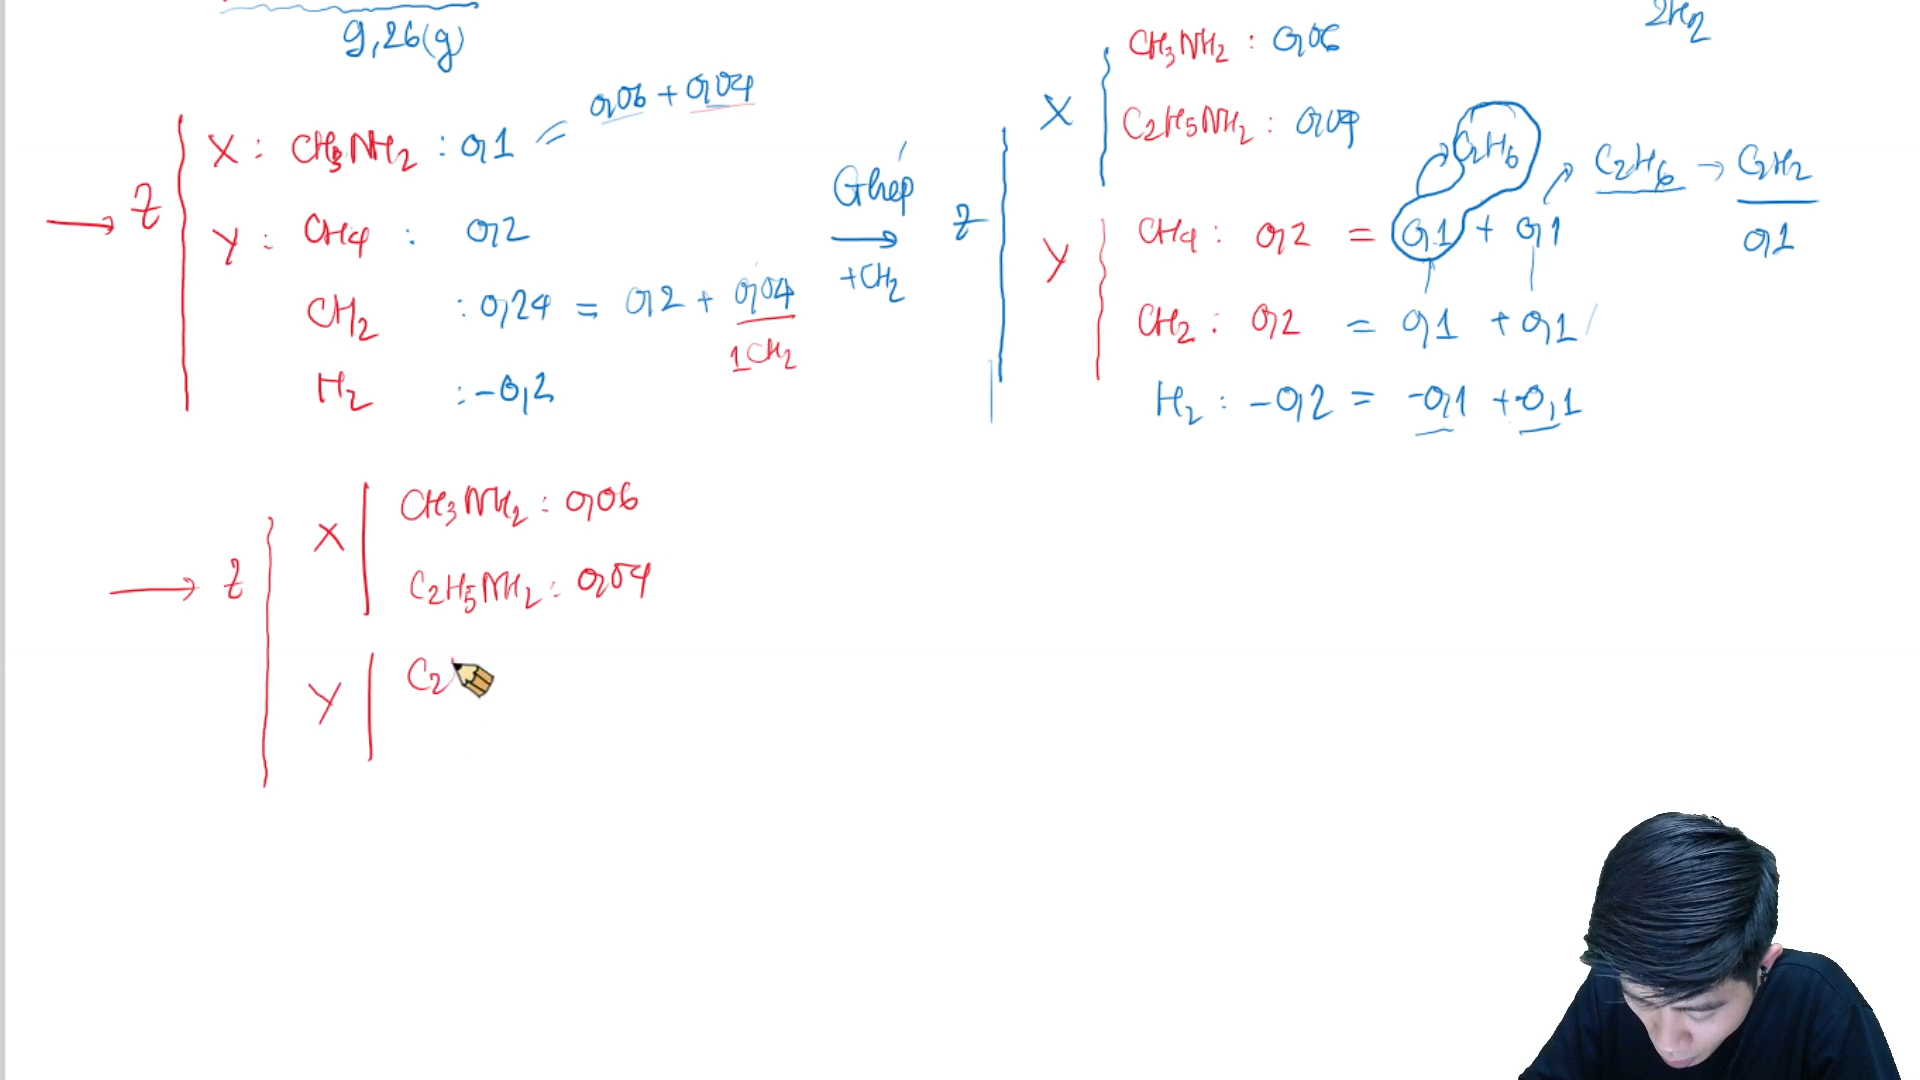 9,26(g)
2H2
→ Z
X : CH3NH2 : 0,1 = 0,06 + 0,04
Y : CH4 : 0,2
CH2 : 0,24 = 0,2 + 0,04
1CH2
H2 : -0,2
Ghép
→
+CH2
Z
X
CH3NH2 : 0,06
C2H5NH2 : 0,04
Y
C2H6
C2H6 → C2H2
0,1
CH4 : 0,2 = 0,1 + 0,1
CH2 : 0,2 = 0,1 + 0,1
H2 : -0,2 = -0,1 + -0,1
→ Z
X
CH3NH2 : 0,06
C2H5NH2 : 0,04
Y
C2